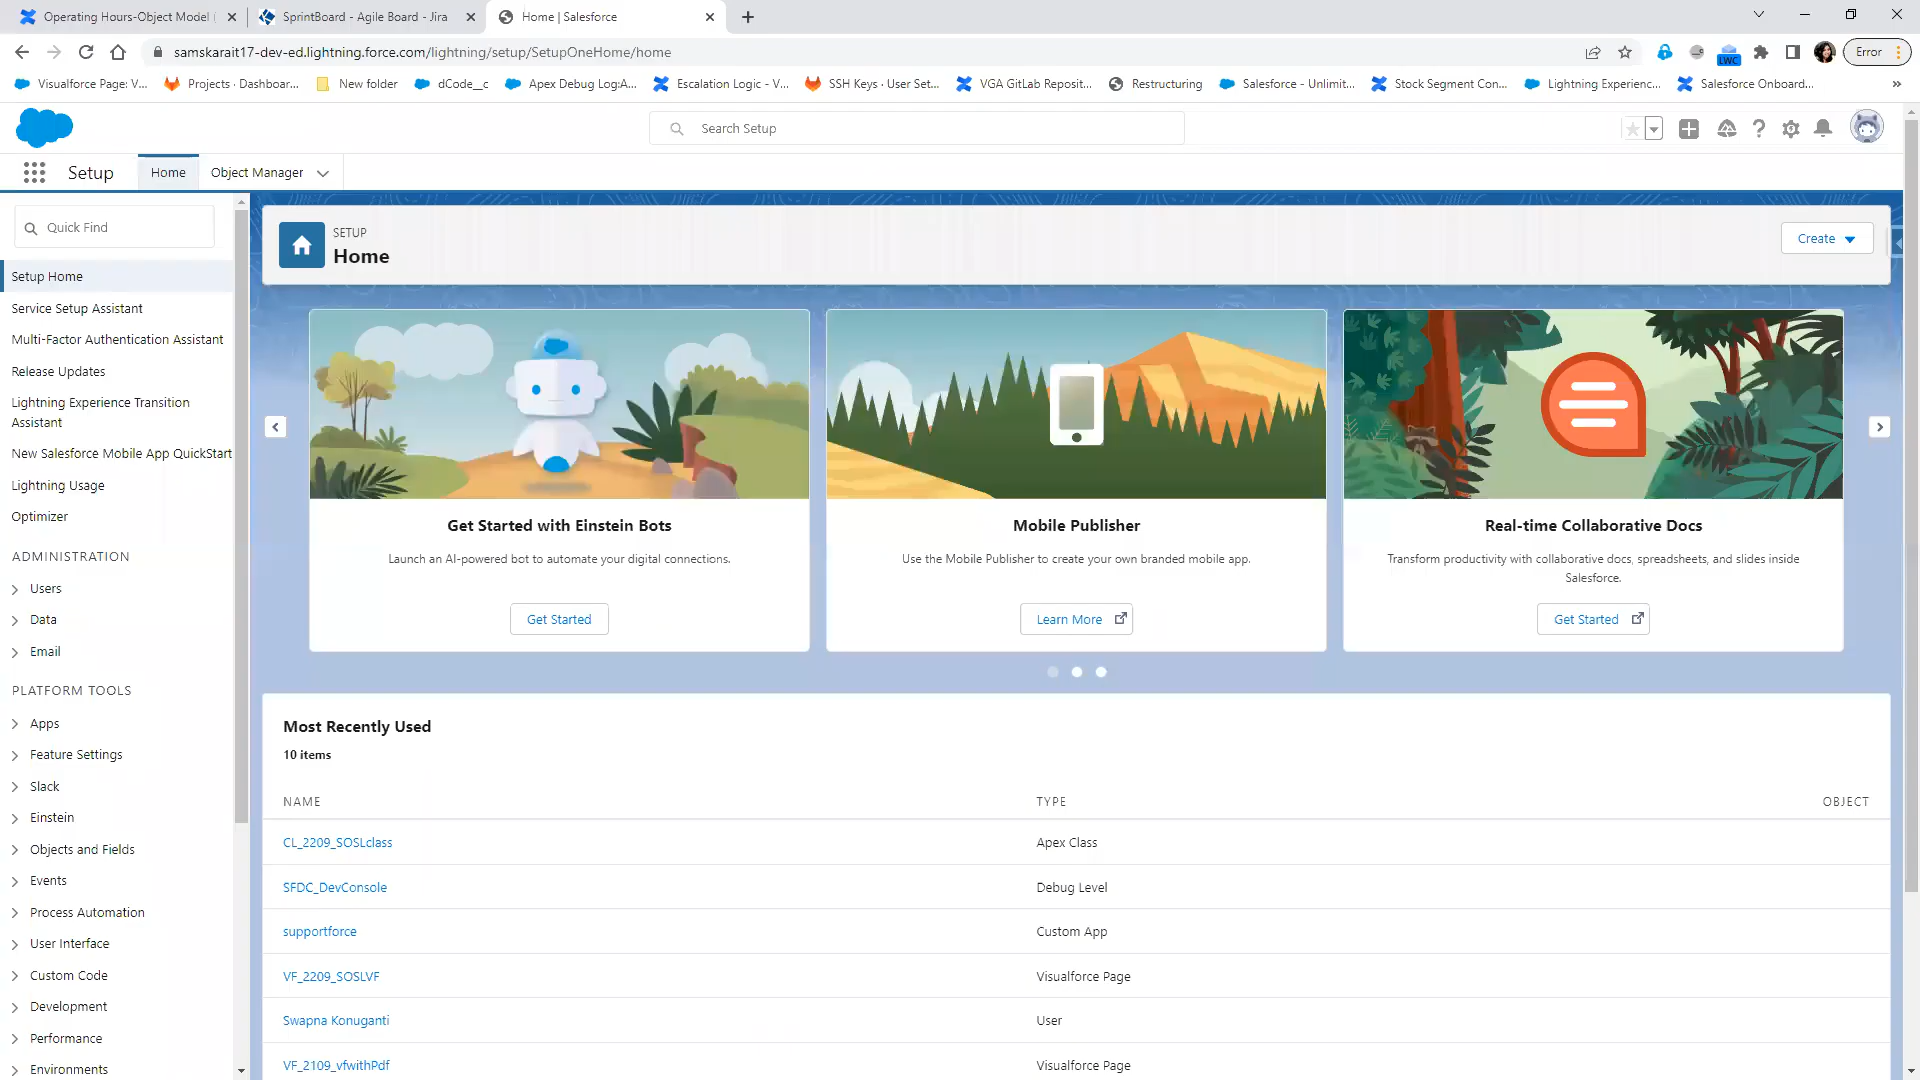 Operating Hours-Object Model
SprintBoard - Agile Board - Jira
Home | Salesforce
samskarait17-dev-ed.lightning.force.com/lightning/setup/SetupOneHome/home
LWC
Error
Visualforce Page: V...
Projects · Dashboar...
New folder
dCode__c
Apex Debug Log:A...
Escalation Logic - V...
SSH Keys · User Set...
VGA GitLab Reposit...
Restructuring
Salesforce - Unlimit...
Stock Segment Con...
Lightning Experienc...
Salesforce Onboard...
»
Search Setup
Setup
Home
Object Manager
Quick Find
Setup Home
Service Setup Assistant
Multi-Factor Authentication Assistant
Release Updates
Lightning Experience Transition
Assistant
New Salesforce Mobile App QuickStart
Lightning Usage
Optimizer
ADMINISTRATION
Users
Data
Email
PLATFORM TOOLS
Apps
Feature Settings
Slack
Einstein
Objects and Fields
Events
Process Automation
User Interface
Custom Code
Development
Performance
Environments
SETUP
Home
Create
Get Started with Einstein Bots
Launch an AI-powered bot to automate your digital connections.
Get Started
Mobile Publisher
Use the Mobile Publisher to create your own branded mobile app.
Learn More
Real-time Collaborative Docs
Transform productivity with collaborative docs, spreadsheets, and slides inside
Salesforce.
Get Started
Most Recently Used
10 items
NAME TYPE OBJECT
CL_2209_SOSLclass Apex Class
SFDC_DevConsole Debug Level
supportforce Custom App
VF_2209_SOSLVF Visualforce Page
Swapna Konuganti User
VF_2109_vfwithPdf Visualforce Page